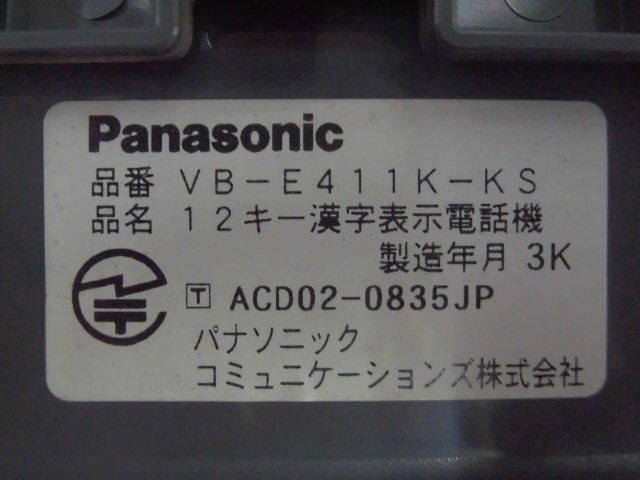 Panasonic
品番 VB-E411K-KS
品名 12キー漢字表示電話機
製造年月 3K
T ACD02-0835JP
パナソニック
コミュニケーションズ株式会社